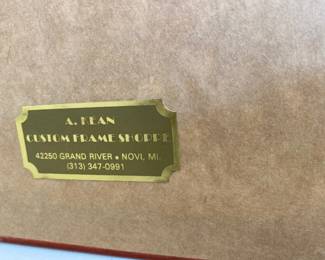 A. KEAN
CUSTOM FRAME SHOPPE
42250 GRAND RIVER • NOVI, MI.
(313) 347-0991